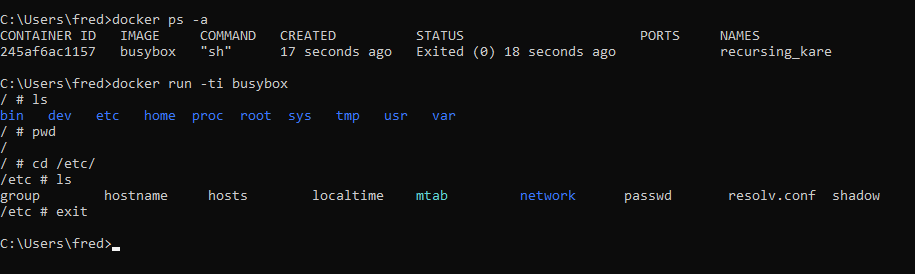 C:\Users\fred>docker ps -a
CONTAINER ID   IMAGE     COMMAND   CREATED          STATUS                      PORTS     NAMES
245af6ac1157   busybox   "sh"      17 seconds ago   Exited (0) 18 seconds ago             recursing_kare
C:\Users\fred>docker run -ti busybox
/ # ls
bin   dev   etc   home  proc  root  sys   tmp   usr   var
/ # pwd
/
/ # cd /etc/
/etc # ls
group        hostname     hosts        localtime    mtab         network      passwd       resolv.conf  shadow
/etc # exit
C:\Users\fred>